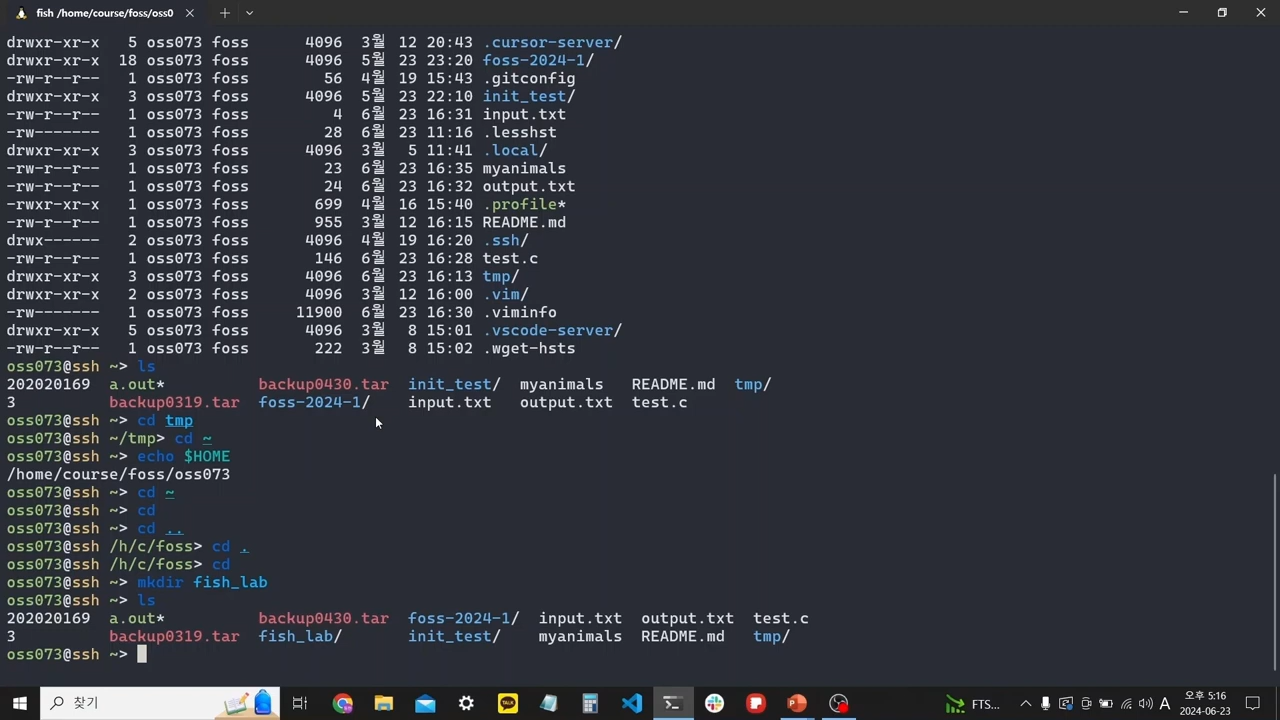 fish /home/course/foss/oss0
drwxr-xr-x  5 oss073 foss      4096  3월  12 20:43 .cursor-server/
drwxr-xr-x  18 oss073 foss      4096  5월  23 23:20 foss-2024-1/
-rw-r--r--  1 oss073 foss        56  4월  19 15:43 .gitconfig
drwxr-xr-x  3 oss073 foss      4096  5월  23 22:10 init_test/
-rw-r--r--  1 oss073 foss         4  6월  23 16:31 input.txt
-rw-------  1 oss073 foss        28  6월  23 11:16 .lesshst
drwxr-xr-x  3 oss073 foss      4096  3월   5 11:41 .local/
-rw-r--r--  1 oss073 foss        23  6월  23 16:35 myanimals
-rw-r--r--  1 oss073 foss        24  6월  23 16:32 output.txt
-rwxr-xr-x  1 oss073 foss       699  4월  16 15:40 .profile*
-rw-r--r--  1 oss073 foss       955  3월  12 16:15 README.md
drwx------  2 oss073 foss      4096  4월  19 16:20 .ssh/
-rw-r--r--  1 oss073 foss       146  6월  23 16:28 test.c
drwxr-xr-x  3 oss073 foss      4096  6월  23 16:13 tmp/
drwxr-xr-x  2 oss073 foss      4096  3월  12 16:00 .vim/
-rw-------  1 oss073 foss     11900  6월  23 16:30 .viminfo
drwxr-xr-x  5 oss073 foss      4096  3월   8 15:01 .vscode-server/
-rw-r--r--  1 oss073 foss       222  3월   8 15:02 .wget-hsts
oss073@ssh ~> ls
202020169  a.out*          backup0430.tar  init_test/  myanimals   README.md  tmp/
3          backup0319.tar  foss-2024-1/    input.txt   output.txt  test.c
oss073@ssh ~> cd tmp
oss073@ssh ~/tmp> cd ~
oss073@ssh ~> echo $HOME
/home/course/foss/oss073
oss073@ssh ~> cd ~
oss073@ssh ~> cd
oss073@ssh ~> cd ..
oss073@ssh /h/c/foss> cd .
oss073@ssh /h/c/foss> cd
oss073@ssh ~> mkdir fish_lab
oss073@ssh ~> ls
202020169  a.out*          backup0430.tar  foss-2024-1/  input.txt  output.txt  test.c
3          backup0319.tar  fish_lab/       init_test/    myanimals  README.md   tmp/
oss073@ssh ~>
찾기
TALK
FTS...
A
오후 5:16
2024-06-23